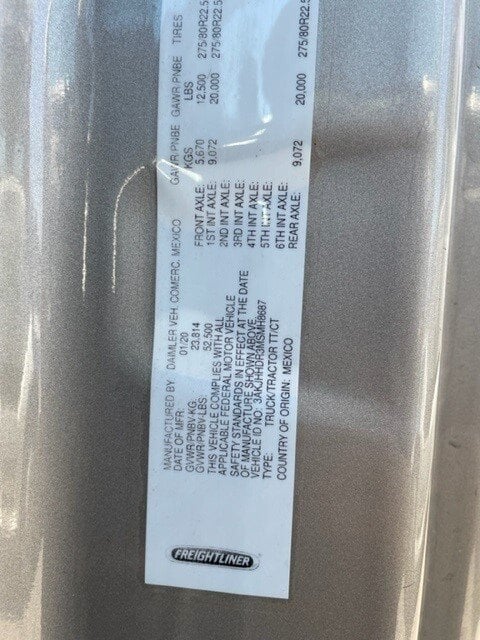 FREIGHTLINER
MANUFACTURED BY DAIMLER VEH. COMERC. MEXICO
DATE OF MFR. 01/20
GVWR/PNBV-KG. 23,814
GVWR/PNBV-LBS 52,500
THIS VEHICLE COMPLIES WITH ALL
APPLICABLE FEDERAL MOTOR VEHICLE
SAFETY STANDARDS IN EFFECT AT THE DATE
OF MANUFACTURE SHOWN ABOVE
VEHICLE ID NO:
TYPE: TRUCK/TRACTOR TT/CT
COUNTRY OF ORIGIN: MEXICO
GAWR/PNBE GAWR/PNBE TIRES
KGS LBS
FRONT AXLE: 5,670 12,500 275/80R22.5
1ST INT AXLE: 9,072 20,000 275/80R22.5
2ND INT AXLE:
3RD INT AXLE:
4TH INT AXLE:
5TH INT AXLE:
6TH INT AXLE:
REAR AXLE: 9,072 20,000 275/80R22.5